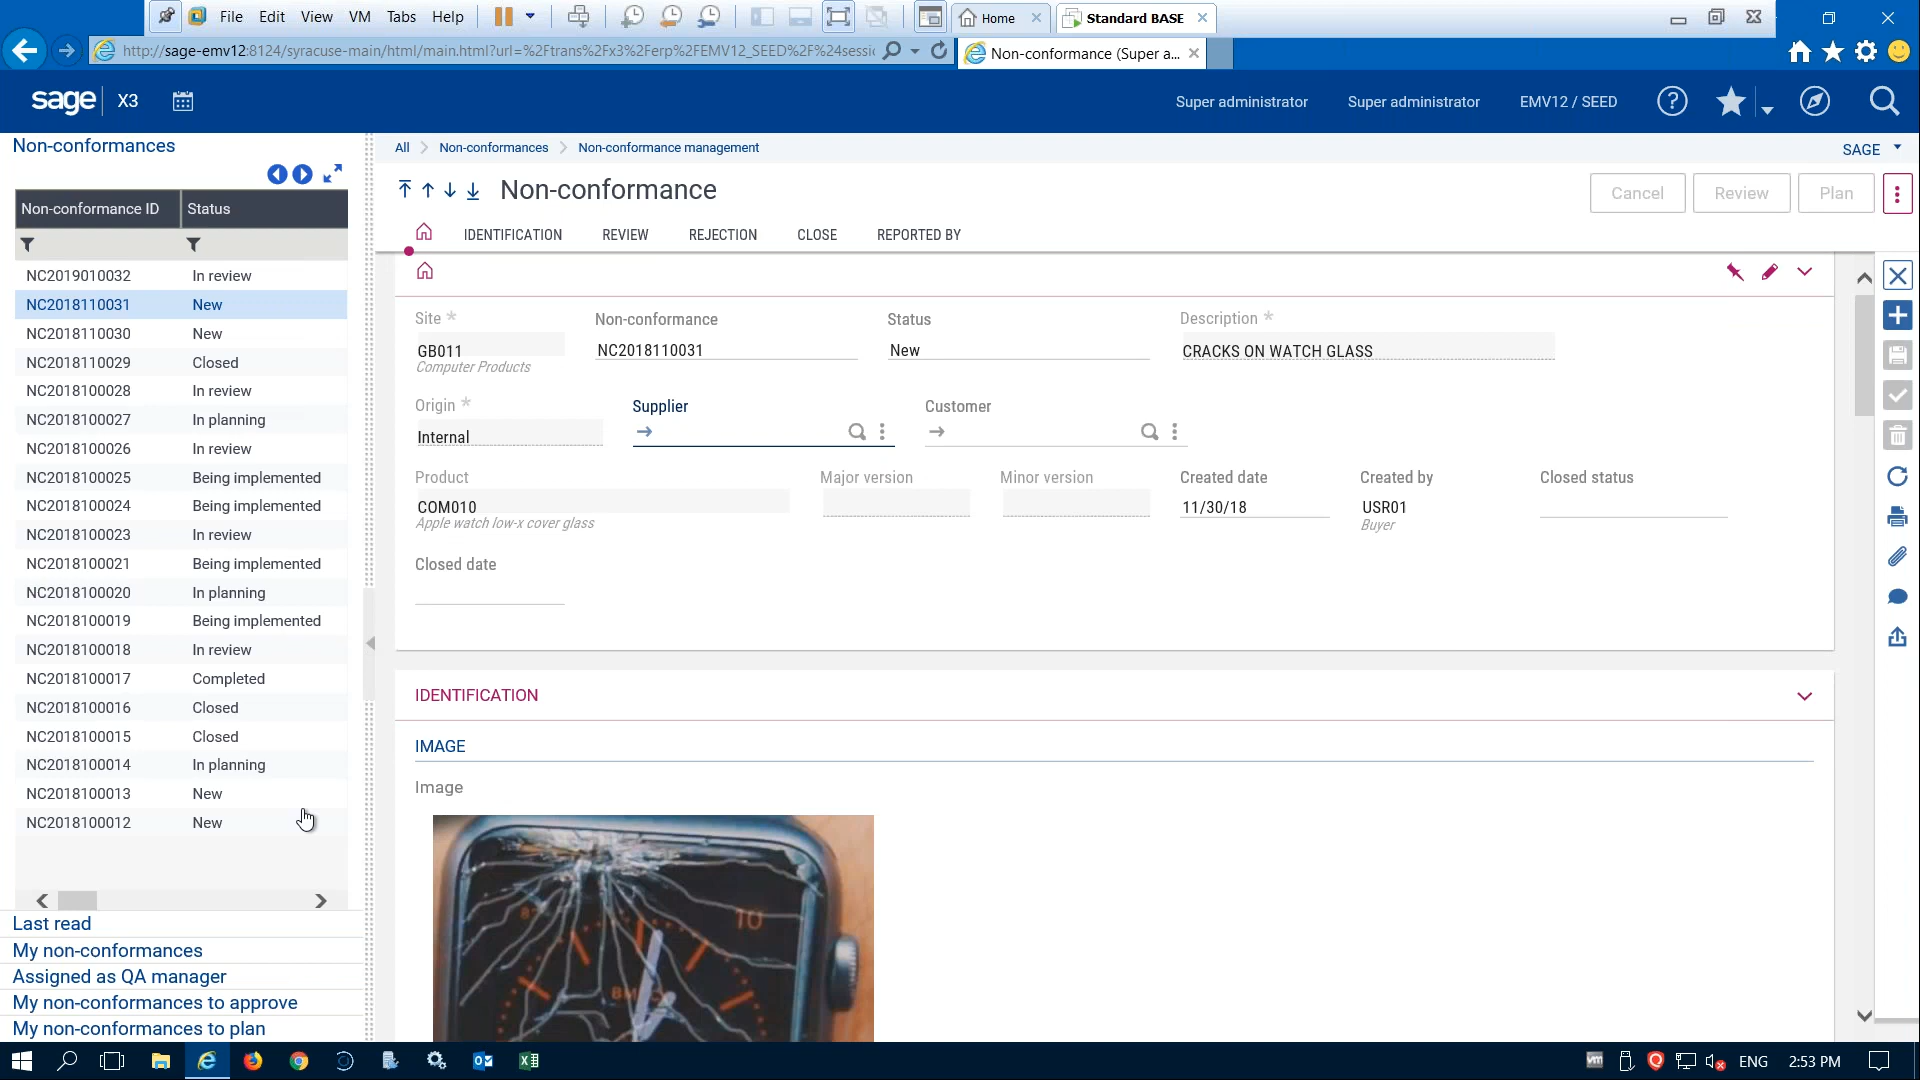 File Edit View VM Tabs Help
Home
Standard BASE
http://sage-emv12:8124/syracuse-main/html/main.html?url=%2Ftrans%2Fx3%2Ferp%2FEMV12_SEED%2F%24sessi
Non-conformance (Super a...
sage X3
Super administrator
Super administrator
EMV12 / SEED
Non-conformances
All
Non-conformances
Non-conformance management
SAGE
Non-conformance
Cancel
Review
Plan
IDENTIFICATION
REVIEW
REJECTION
CLOSE
REPORTED BY
Non-conformance ID Status
NC2019010032 In review
NC2018110031 New
NC2018110030 New
NC2018110029 Closed
NC2018100028 In review
NC2018100027 In planning
NC2018100026 In review
NC2018100025 Being implemented
NC2018100024 Being implemented
NC2018100023 In review
NC2018100021 Being implemented
NC2018100020 In planning
NC2018100019 Being implemented
NC2018100018 In review
NC2018100017 Completed
NC2018100016 Closed
NC2018100015 Closed
NC2018100014 In planning
NC2018100013 New
NC2018100012 New
Last read
My non-conformances
Assigned as QA manager
My non-conformances to approve
My non-conformances to plan
Site * Non-conformance Status Description *
GB011 NC2018110031 New CRACKS ON WATCH GLASS
Computer Products
Origin * Supplier Customer
Internal
Product Major version Minor version Created date Created by Closed status
COM010 11/30/18 USR01
Apple watch low-x cover glass Buyer
Closed date
IDENTIFICATION
IMAGE
Image
10
ENG 2:53 PM